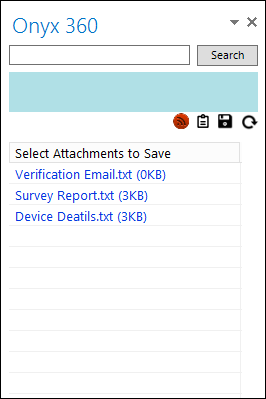 Onyx 360
Search
Select Attachments to Save
Verification Email.txt (0KB)
Survey Report.txt (3KB)
Device Deatils.txt (3KB)